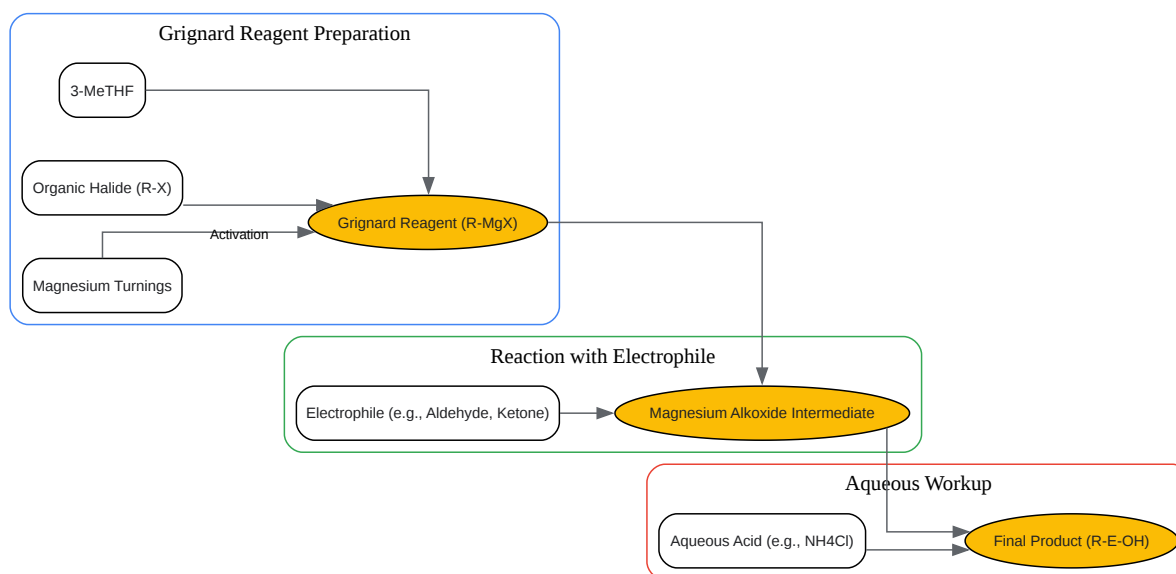 Grignard Reagent Preparation
3-MeTHF
Organic Halide (R-X)
Grignard Reagent (R-MgX)
Activation
Magnesium Turnings
Reaction with Electrophile
Electrophile (e.g., Aldehyde, Ketone)
Magnesium Alkoxide Intermediate
Aqueous Workup
Aqueous Acid (e.g., NH4Cl)
Final Product (R-E-OH)